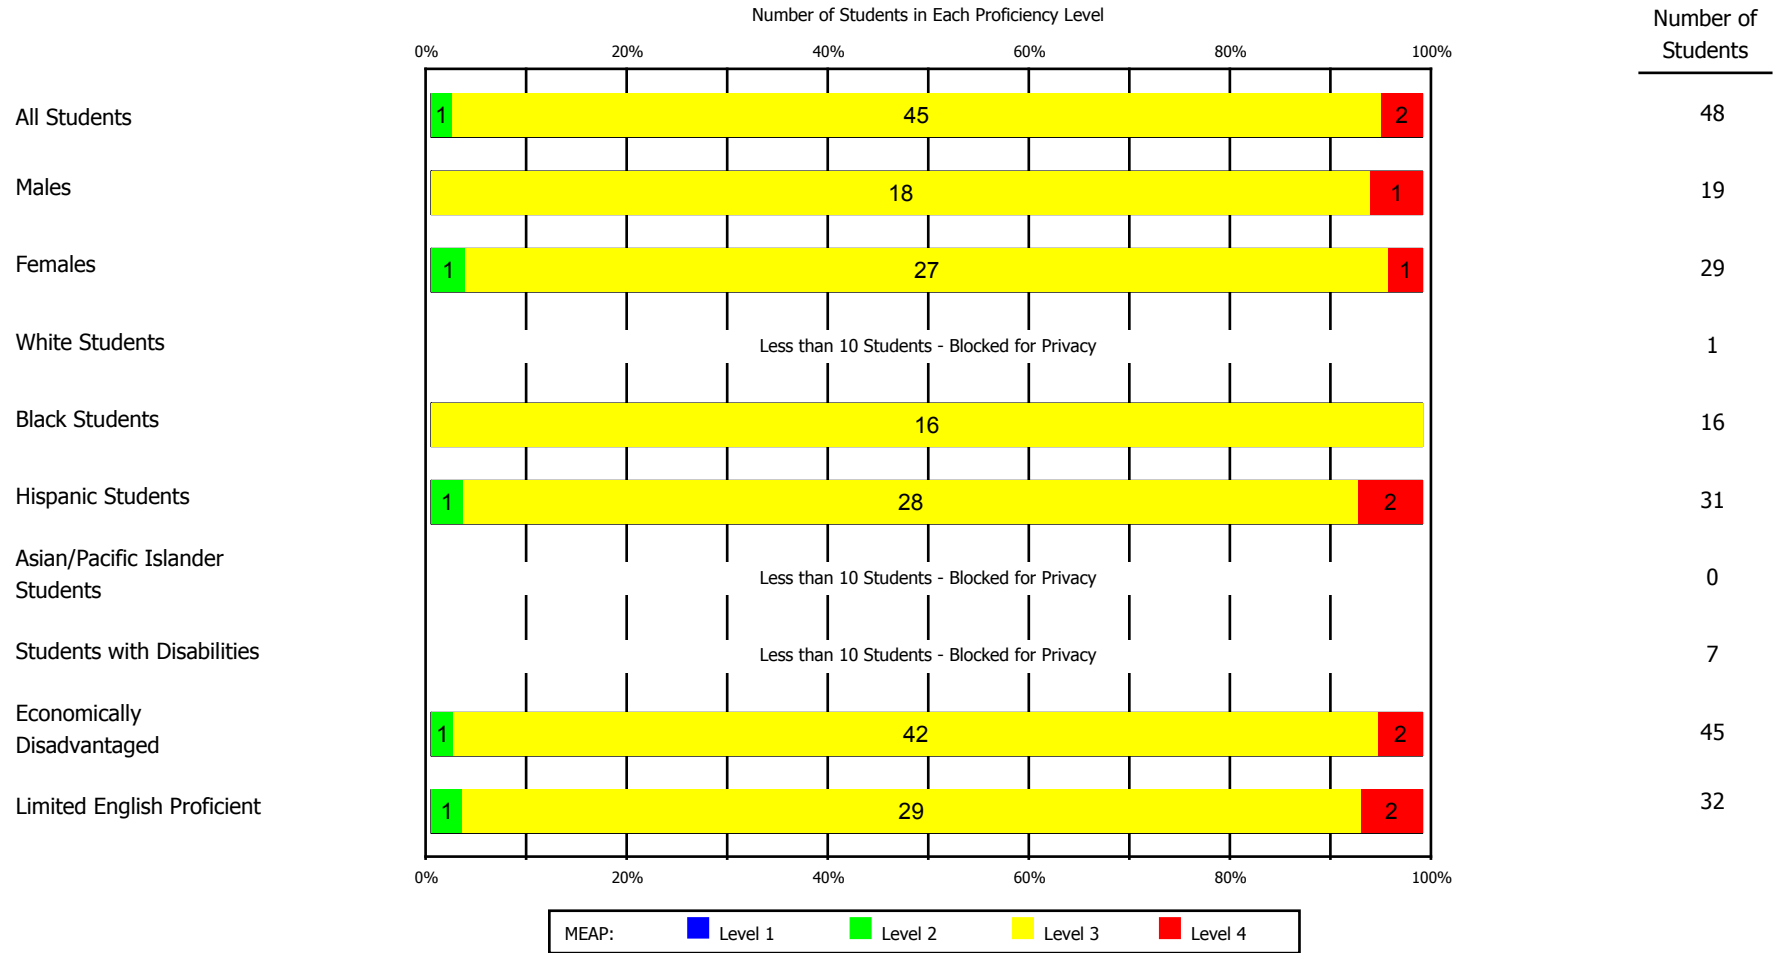 Number of Students in Each Proficiency Level
Number of
Students
0% 20% 40% 60% 80% 100%
All Students 1 45 2 48
Males 18 1 19
Females 1 27 1 29
White Students Less than 10 Students - Blocked for Privacy 1
Black Students 16 16
Hispanic Students 1 28 2 31
Asian/Pacific Islander
Students Less than 10 Students - Blocked for Privacy 0
Students with Disabilities Less than 10 Students - Blocked for Privacy 7
Economically
Disadvantaged 1 42 2 45
Limited English Proficient 1 29 2 32
0% 20% 40% 60% 80% 100%
MEAP: Level 1 Level 2 Level 3 Level 4